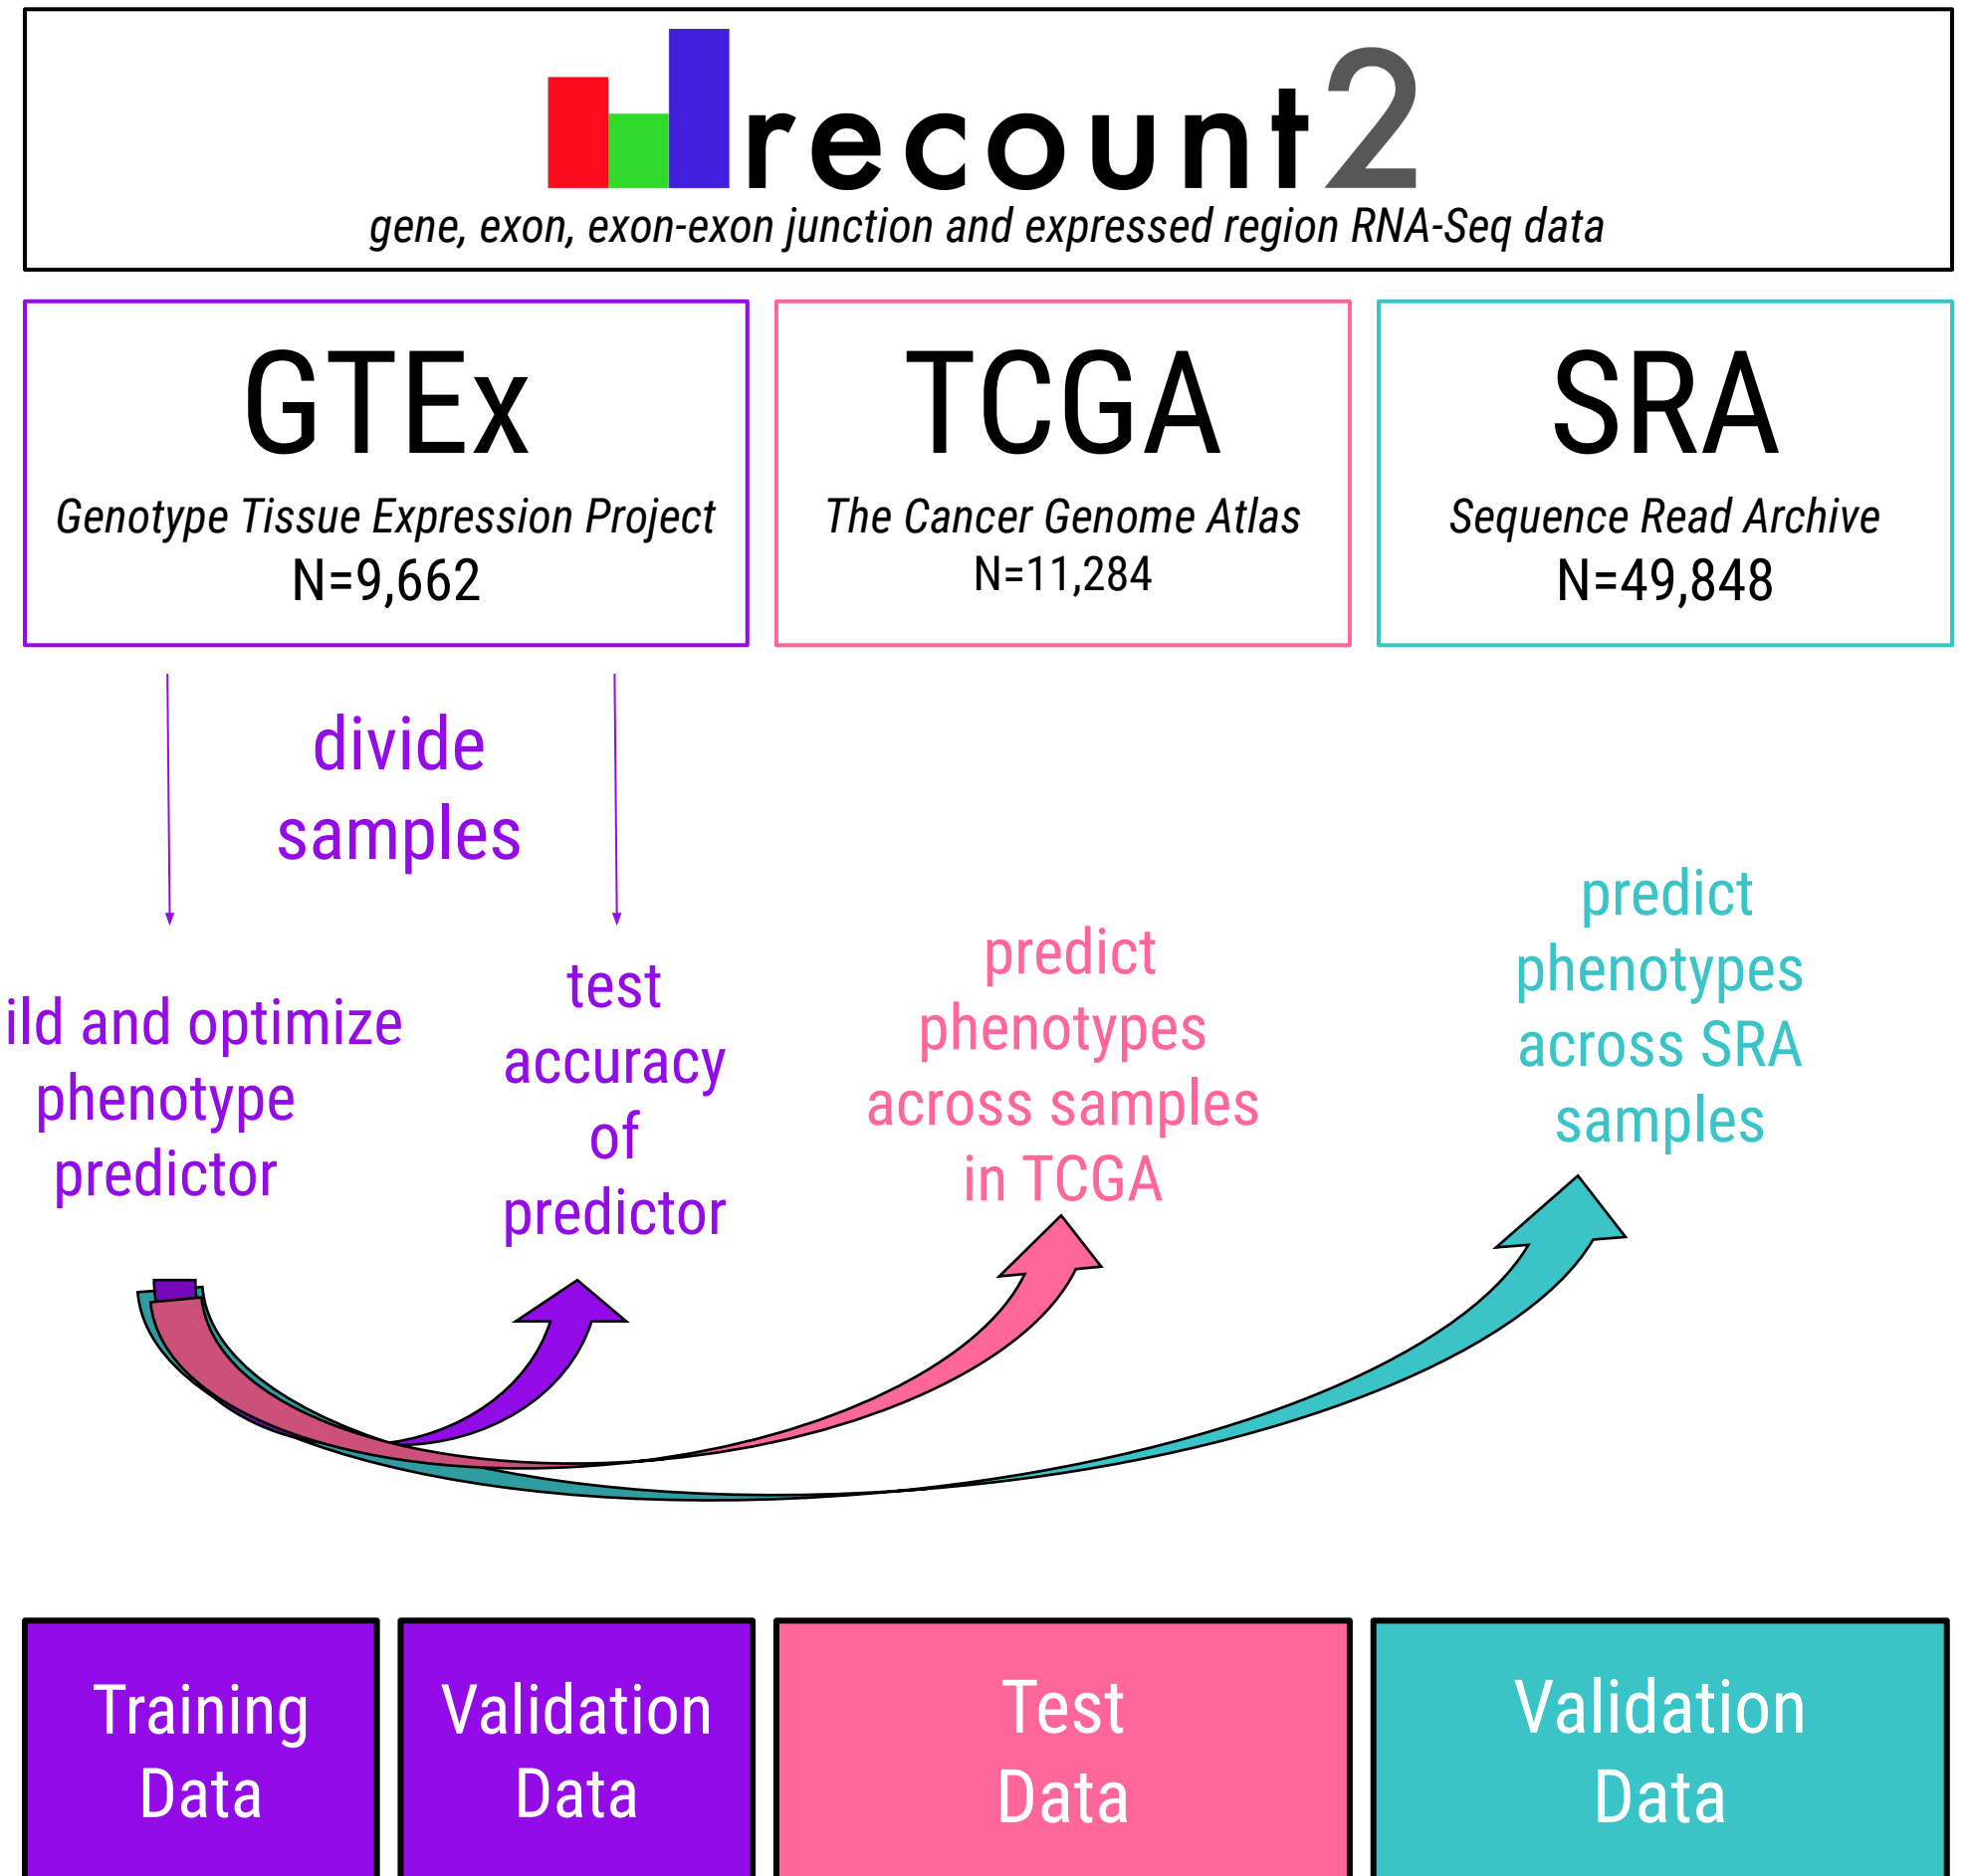 recount2
gene, exon, exon-exon junction and expressed region RNA-Seq data
GTEx
Genotype Tissue Expression Project
N=9,662
TCGA
The Cancer Genome Atlas
N=11,284
SRA
Sequence Read Archive
N=49,848
divide
samples
ild and optimize
phenotype
predictor
test
accuracy
of
predictor
predict
phenotypes
across samples
in TCGA
predict
phenotypes
across SRA
samples
Training
Data
Validation
Data
Test
Data
Validation
Data